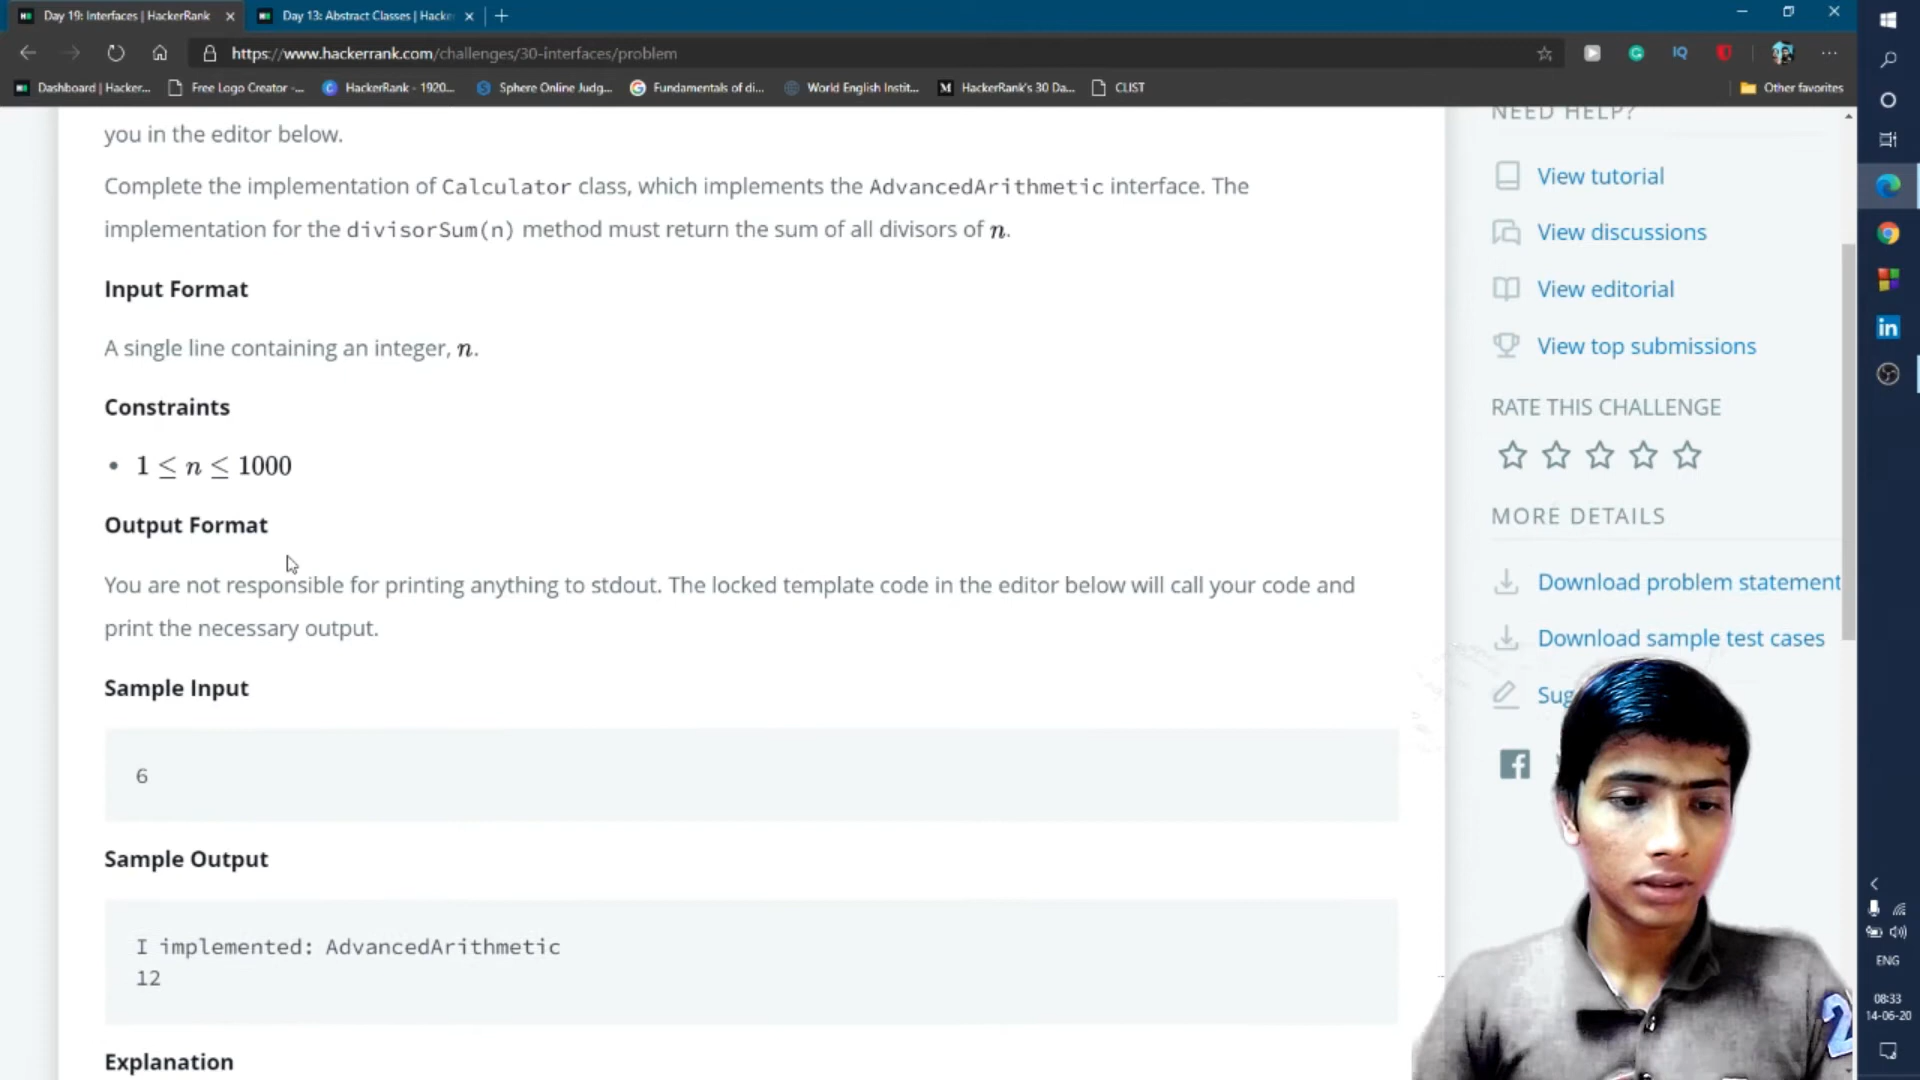 Day 19: Interfaces | HackerRank
Day 13: Abstract Classes | Hacke
https://www.hackerrank.com/challenges/30-interfaces/problem
Dashboard | Hacker...
Free Logo Creator -...
HackerRank - 1920...
Sphere Online Judg...
Fundamentals of di...
World English Instit...
HackerRank's 30 Da...
CLIST
Other favorites
you in the editor below.
Complete the implementation of Calculator class, which implements the AdvancedArithmetic interface. The
implementation for the divisorSum(n) method must return the sum of all divisors of n.
Input Format
A single line containing an integer, n.
Constraints
• 1 ≤ n ≤ 1000
Output Format
You are not responsible for printing anything to stdout. The locked template code in the editor below will call your code and
print the necessary output.
Sample Input
6
Sample Output
I implemented: AdvancedArithmetic
12
Explanation
NEED HELP?
View tutorial
View discussions
View editorial
View top submissions
RATE THIS CHALLENGE
MORE DETAILS
Download problem statement
Download sample test cases
Sug
IQ
in
ENG
08:33
14-06-20